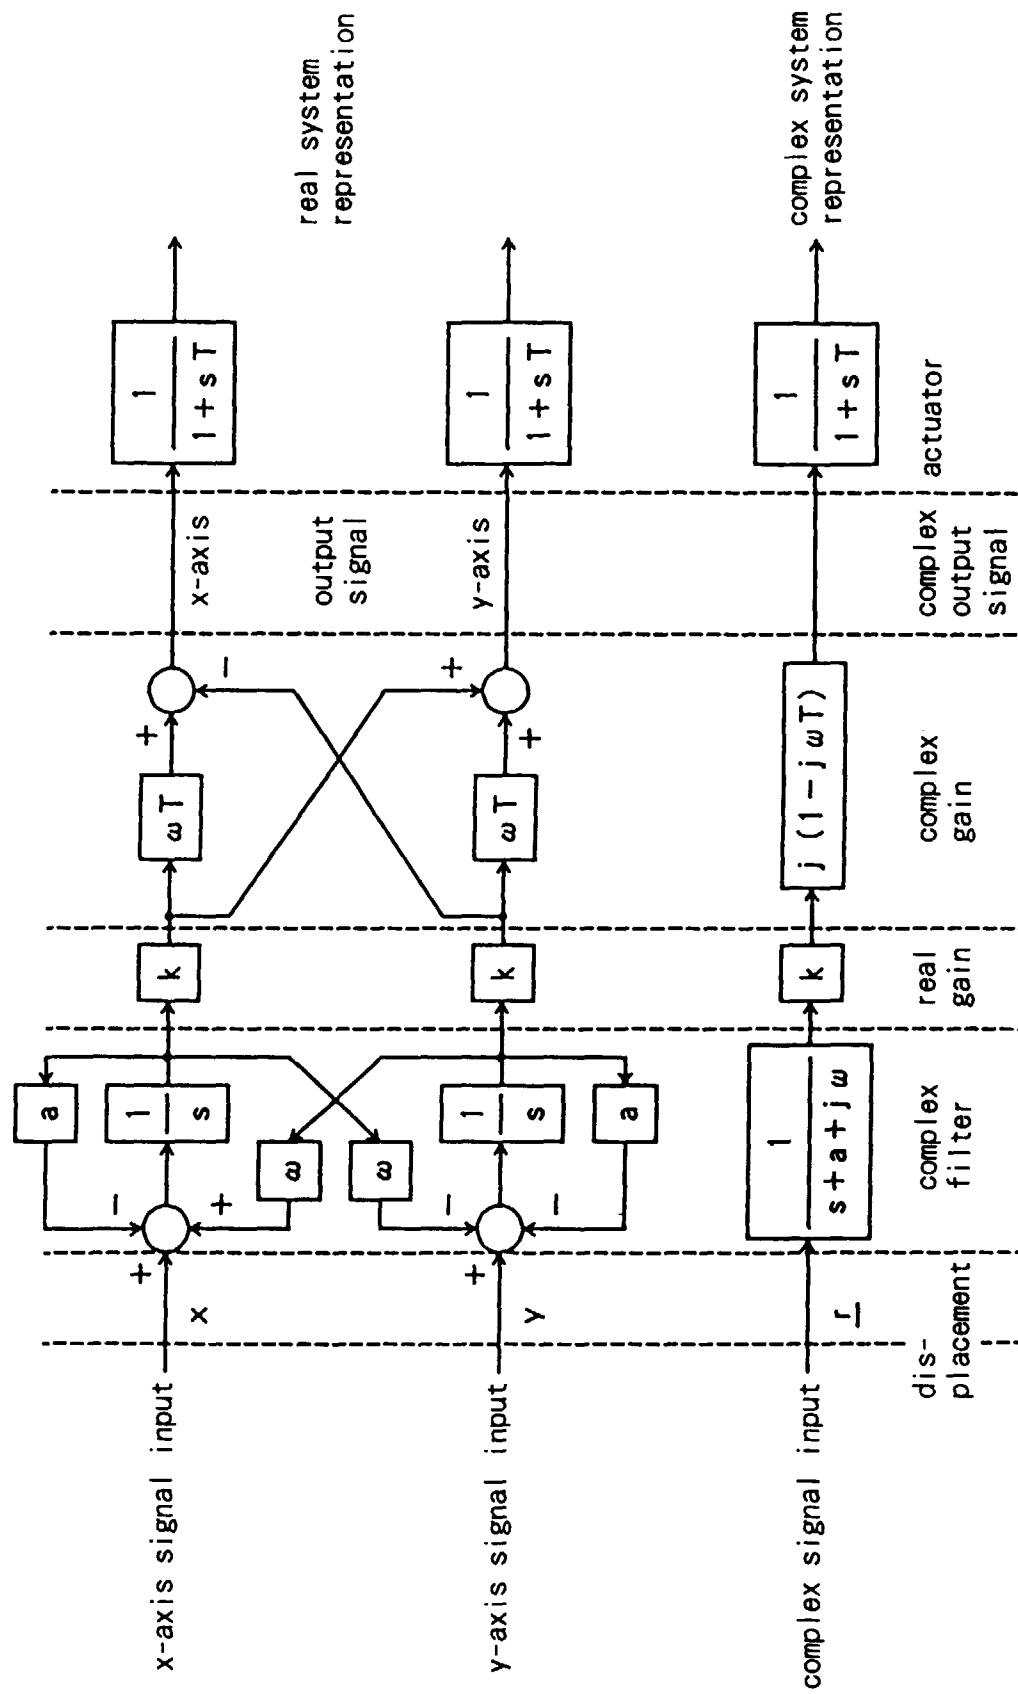 x-axis signal input
x
+
−
+
a
1
s
ω
k
ωT
+
−
x-axis
1
1+sT
output
signal
real system
representation
y-axis signal input
y
+
−
−
ω
1
s
a
k
ωT
+
+
y-axis
1
1+sT
complex signal input
r
1
s+a+jω
k
j(1−jωT)
1
1+sT
complex system
representation
dis-
placement
complex
filter
real
gain
complex
gain
complex
output
signal
actuator